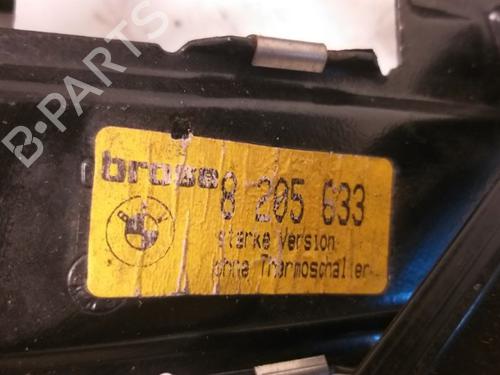 B-PARTS
brose
8 205 633
starke Version
ohne Thermoschalter